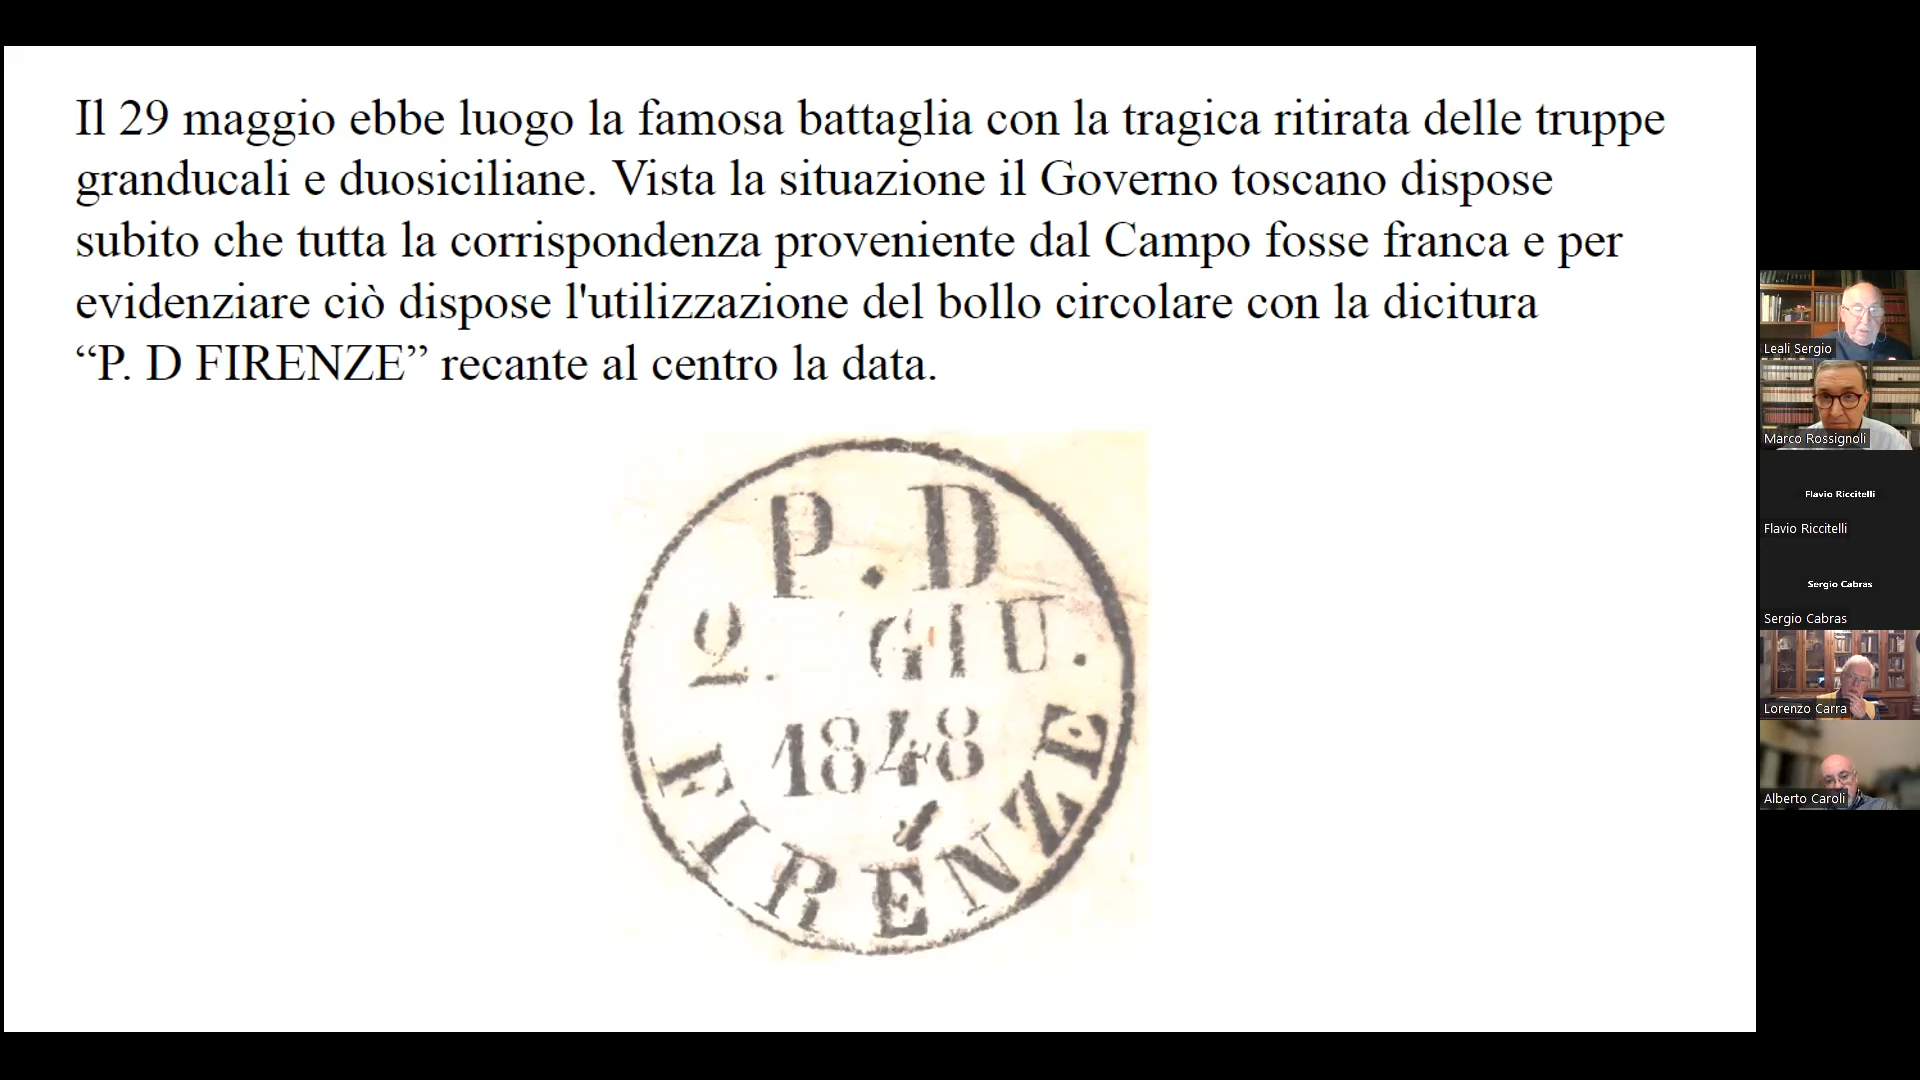 Il 29 maggio ebbe luogo la famosa battaglia con la tragica ritirata delle truppe
granducali e duosiciliane. Vista la situazione il Governo toscano dispose
subito che tutta la corrispondenza proveniente dal Campo fosse franca e per
evidenziare ciò dispose l'utilizzazione del bollo circolare con la dicitura
“P. D FIRENZE” recante al centro la data.
P. D
2. GIU.
1848
FIRENZE
Leali Sergio
Marco Rossignoli
Flavio Riccitelli
Flavio Riccitelli
Sergio Cabras
Sergio Cabras
Lorenzo Carra
Alberto Caroli